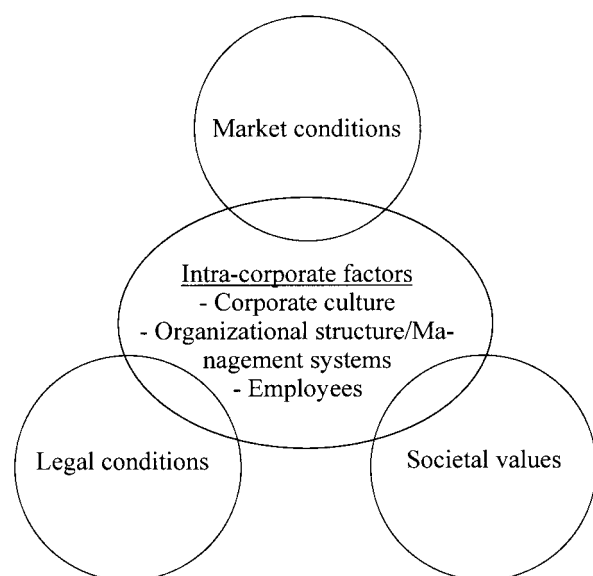 Market conditions
Intra-corporate factors
- Corporate culture
- Organizational structure/Ma-
nagement systems
- Employees
Legal conditions
Societal values